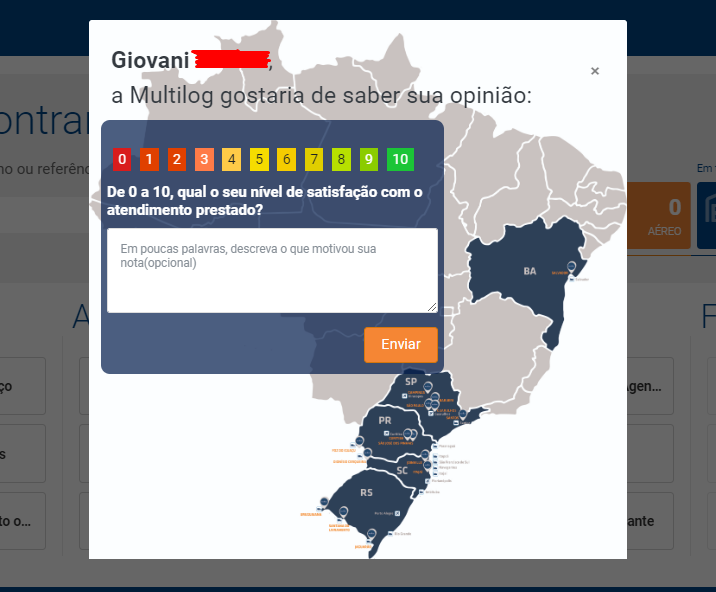 Giovani
a Multilog gostaria de saber sua opinião:
×
0 1 2 3 4 5 6 7 8 9 10
De 0 a 10, qual o seu nível de satisfação com o
atendimento prestado?
Em poucas palavras, descreva o que motivou sua
nota(opcional)
Enviar
BA
SP
PR
SC
RS
ontrar
no ou referênc
Em
0
AÉREO
A
F
ço
Agen...
s
to o...
ante